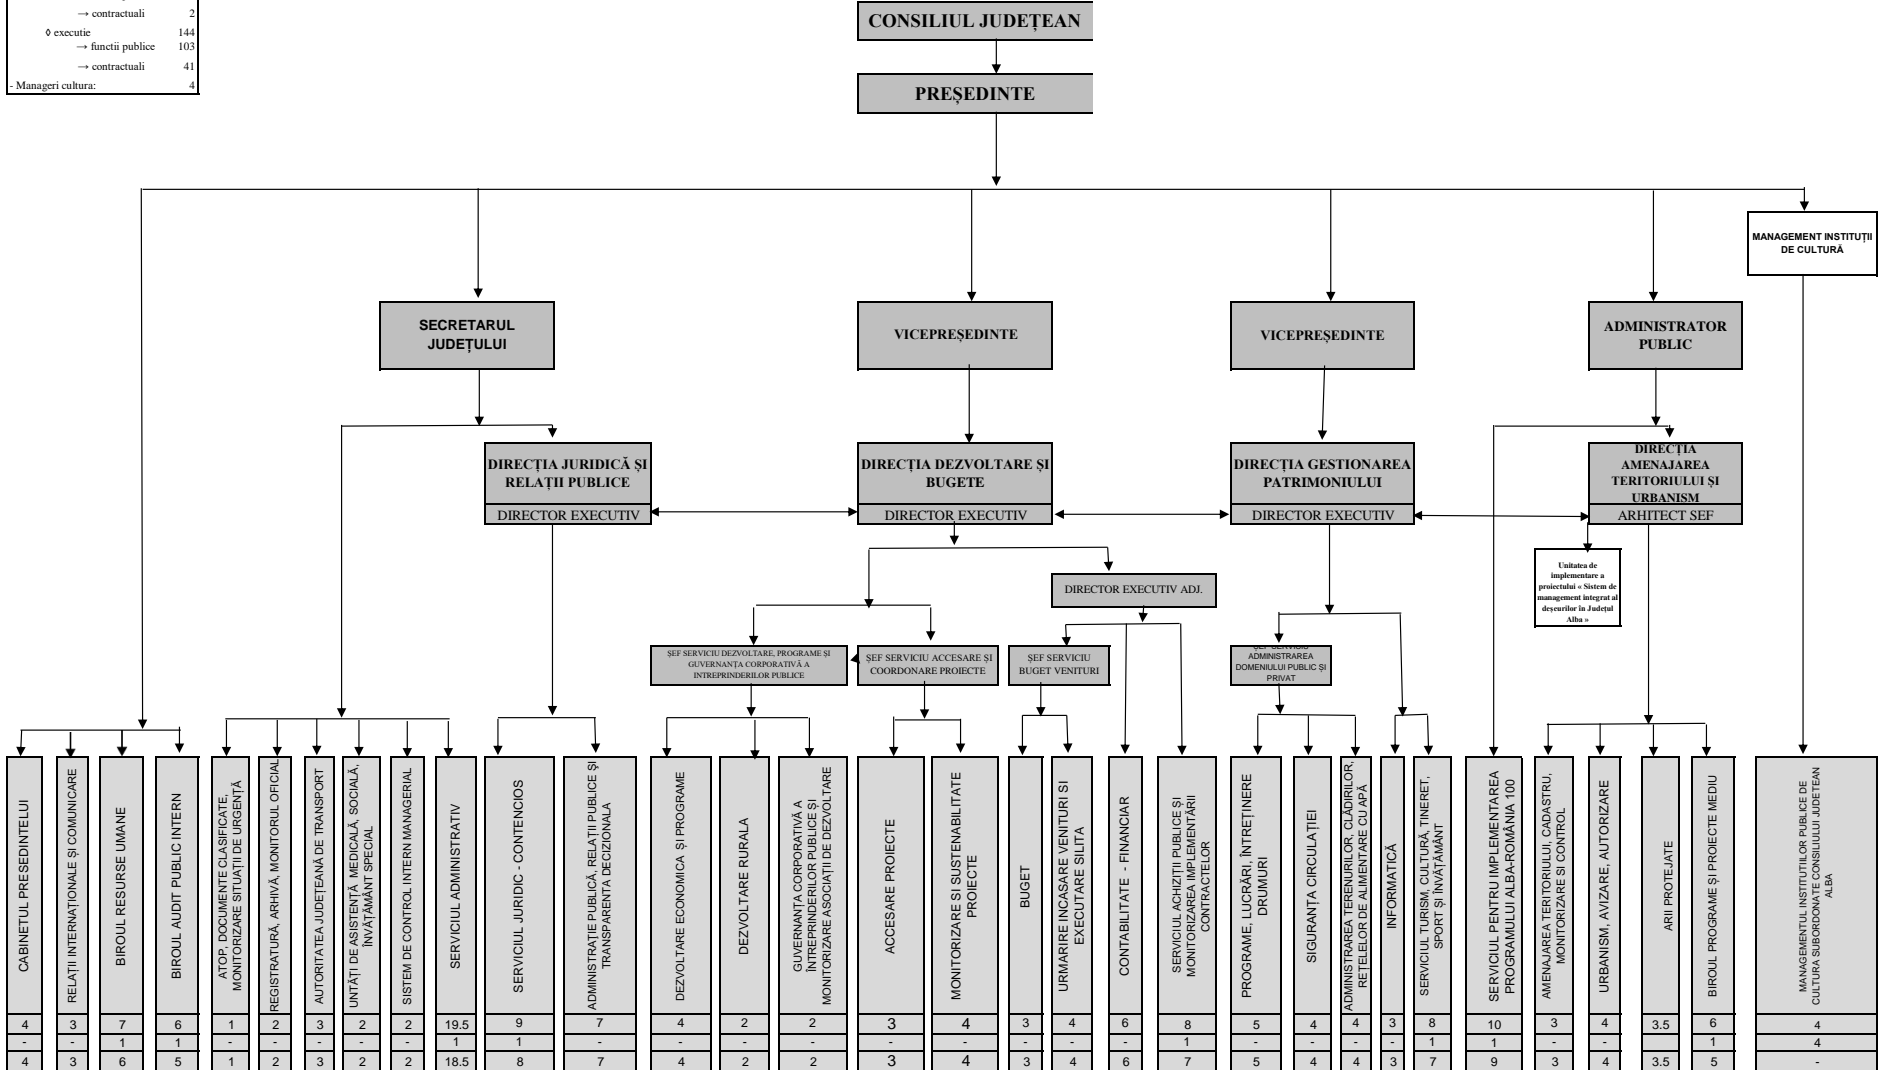 → contractuali 2
◊ executie 144
→ functii publice 103
→ contractuali 41
- Manageri cultura: 4
CONSILIUL JUDEȚEAN
PREȘEDINTE
MANAGEMENT INSTITUȚII
DE CULTURĂ
SECRETARUL
JUDEȚULUI
VICEPREȘEDINTE
VICEPREȘEDINTE
ADMINISTRATOR
PUBLIC
DIRECȚIA JURIDICĂ ȘI
RELAȚII PUBLICE
DIRECTOR EXECUTIV
DIRECȚIA DEZVOLTARE ȘI
BUGETE
DIRECTOR EXECUTIV
DIRECȚIA GESTIONAREA
PATRIMONIULUI
DIRECTOR EXECUTIV
DIRECȚIA
AMENAJAREA
TERITORIULUI ȘI
URBANISM
ARHITECT SEF
Unitatea de
implementare a
proiectului « Sistem de
management integrat al
deșeurilor în Județul
Alba »
DIRECTOR EXECUTIV ADJ.
ȘEF SERVICIU DEZVOLTARE, PROGRAME ȘI
GUVERNANȚA CORPORATIVĂ A
INTREPRINDERILOR PUBLICE
ȘEF SERVICIU ACCESARE ȘI
COORDONARE PROIECTE
ȘEF SERVICIU
BUGET VENITURI
ȘEF SERVICIU
ADMINISTRAREA
DOMENIULUI PUBLIC ȘI
PRIVAT
CABINETUL PRESEDINTELUI
RELAȚII INTERNAȚIONALE ȘI COMUNICARE
BIROUL RESURSE UMANE
BIROUL AUDIT PUBLIC INTERN
ATOP, DOCUMENTE CLASIFICATE,
MONITORIZARE SITUAȚII DE URGENȚĂ
REGISTRATURĂ, ARHIVĂ, MONITORUL OFICIAL
AUTORITATEA JUDEȚEANĂ DE TRANSPORT
UNTĂȚI DE ASISTENȚĂ MEDICALĂ, SOCIALĂ,
ÎNVĂȚĂMÂNT SPECIAL
SISTEM DE CONTROL INTERN MANAGERIAL
SERVICIUL ADMINISTRATIV
SERVICIUL JURIDIC - CONTENCIOS
ADMINISTRAȚIE PUBLICĂ, RELAȚII PUBLICE ŞI
TRANSPARENTA DECIZIONALA
DEZVOLTARE ECONOMICA ȘI PROGRAME
DEZVOLTARE RURALA
GUVERNANȚA CORPORATIVĂ A
ÎNTREPRINDERILOR PUBLICE ȘI
MONITORIZARE ASOCIAȚII DE DEZVOLTARE
ACCESARE PROIECTE
MONITORIZARE SI SUSTENABILITATE
PROIECTE
BUGET
URMARIRE INCASARE VENITURI SI
EXECUTARE SILITA
CONTABILITATE - FINANCIAR
SERVICIUL ACHIZIȚII PUBLICE ȘI
MONITORIZAREA IMPLEMENTĂRII
CONTRACTELOR
PROGRAME, LUCRĂRI, ÎNTREȚINERE
DRUMURI
SIGURANȚA CIRCULAȚIEI
ADMINISTRAREA TERENURILOR, CLĂDIRILOR,
REȚELELOR DE ALIMENTARE CU APĂ
INFORMATICĂ
SERVICIUL TURISM, CULTURĂ, TINERET,
SPORT ȘI ÎNVĂȚĂMÂNT
SERVICIUL PENTRU IMPLEMENTAREA
PROGRAMULUI ALBA-ROMÂNIA 100
AMENAJAREA TERITORIULUI, CADASTRU,
MONITORIZARE SI CONTROL
URBANISM, AVIZARE, AUTORIZARE
ARII PROTEJATE
BIROUL PROGRAME ȘI PROIECTE MEDIU
MANAGEMENTUL INSTITUTIILOR PUBLICE DE
CULTURA SUBORDONATE CONSILIULUI JUDETEAN
ALBA
4 3 7 6 1 2 3 2 2 19.5 9 7 4 2 2 3 4 3 4 6 8 5 4 4 3 8 10 3 4 3.5 6 4
- - 1 1 - - - - - 1 1 - - - - - - - - - 1 - - - - 1 1 - - 1 4
4 3 6 5 1 2 3 2 2 18.5 8 7 4 2 2 3 4 3 4 6 7 5 4 4 3 7 9 3 4 3.5 5 -